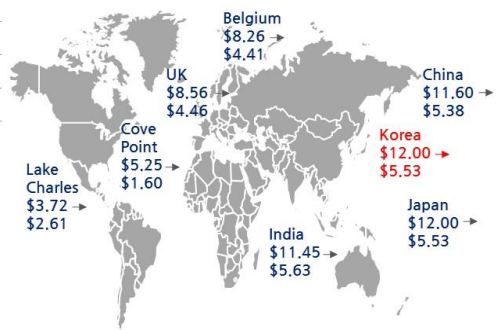 Belgium
$8.26 →
$4.41
UK
$8.56 →
$4.46
China
$11.60 →
$5.38
Cove
Point
$5.25 →
$1.60
Korea
$12.00 →
$5.53
Lake
Charles
$3.72 →
$2.61
Japan
$12.00 →
$5.53
India
$11.45 →
$5.63